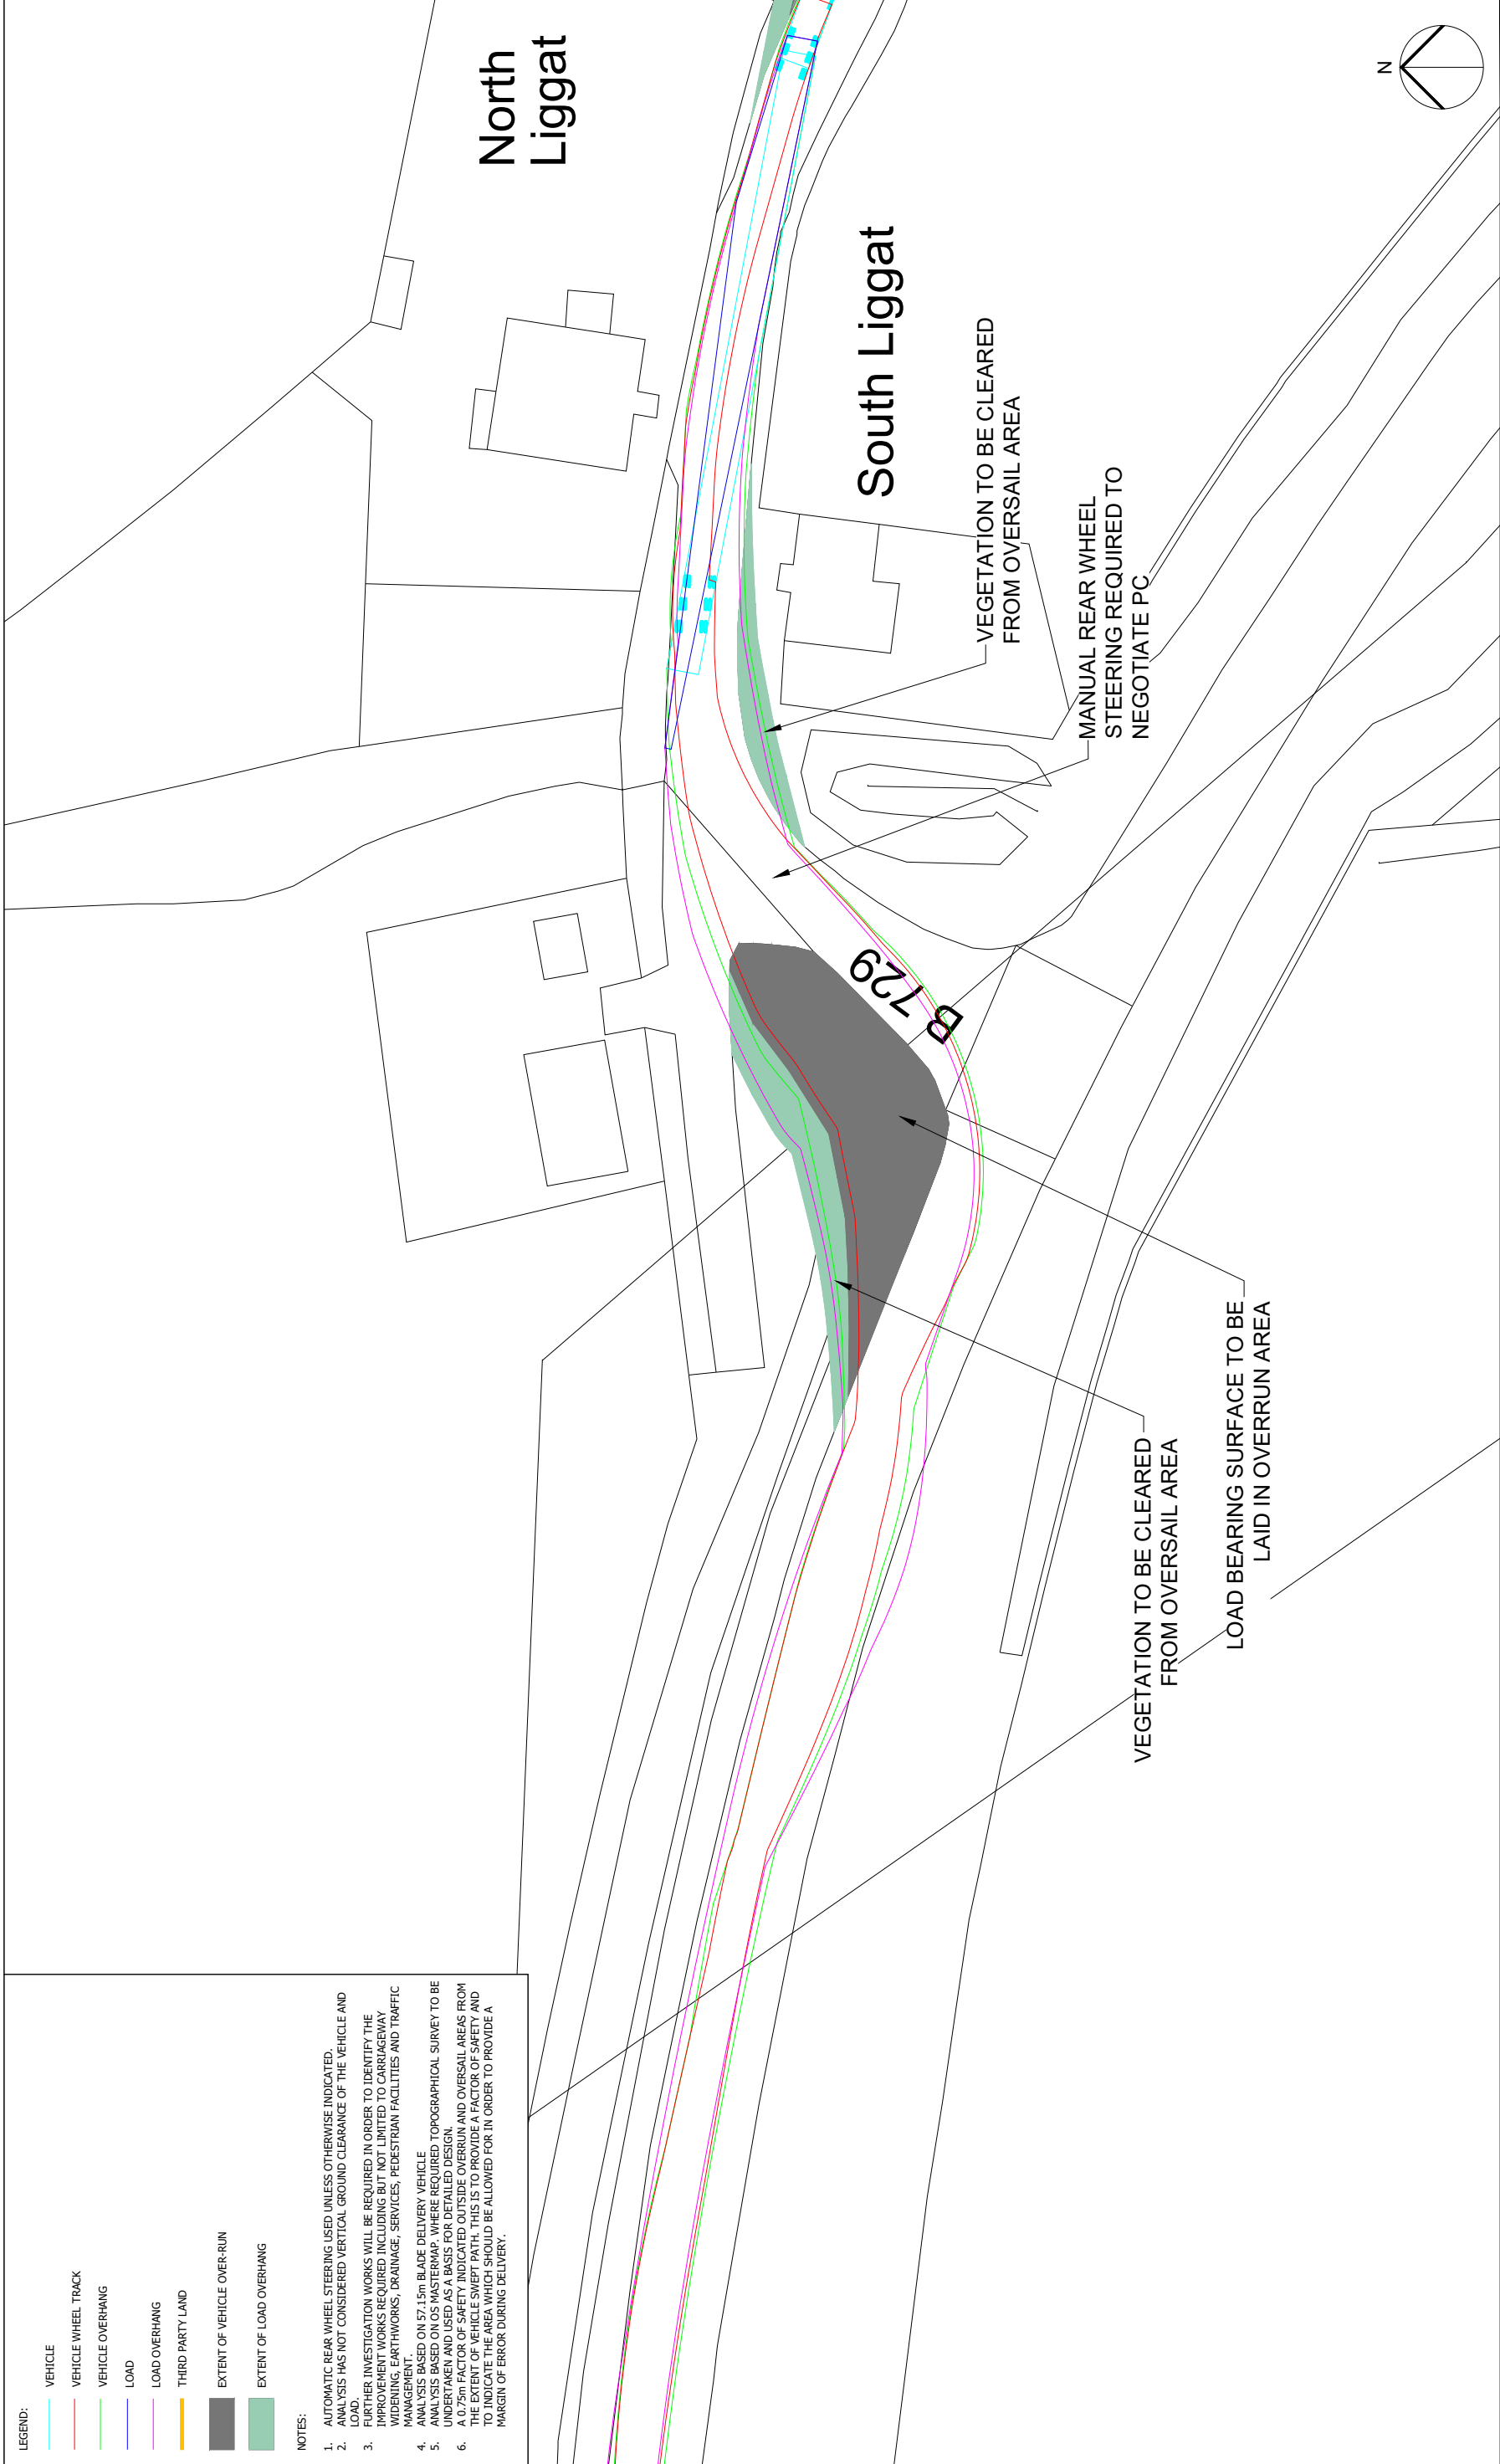 LEGEND:
VEHICLE
VEHICLE WHEEL TRACK
VEHICLE OVERHANG
LOAD
LOAD OVERHANG
THIRD PARTY LAND
EXTENT OF VEHICLE OVER-RUN
EXTENT OF LOAD OVERHANG
NOTES:
1. AUTOMATIC REAR WHEEL STEERING USED UNLESS OTHERWISE INDICATED.
2. ANALYSIS HAS NOT CONSIDERED VERTICAL GROUND CLEARANCE OF THE VEHICLE AND
LOAD.
3. FURTHER INVESTIGATION WORKS WILL BE REQUIRED IN ORDER TO IDENTIFY THE
IMPROVEMENT WORKS REQUIRED INCLUDING BUT NOT LIMITED TO CARRIAGEWAY
WIDENING, EARTHWORKS, DRAINAGE, SERVICES, PEDESTRIAN FACILITIES AND TRAFFIC
MANAGEMENT.
4. ANALYSIS BASED ON 57.15m BLADE DELIVERY VEHICLE
5. ANALYSIS BASED ON OS MASTERMAP. WHERE REQUIRED TOPOGRAPHICAL SURVEY TO BE
UNDERTAKEN AND USED AS A BASIS FOR DETAILED DESIGN.
6. A 0.75m FACTOR OF SAFETY INDICATED OUTSIDE OVERRUN AND OVERSAIL AREAS FROM
THE EXTENT OF VEHICLE SWEPT PATH. THIS IS TO PROVIDE A FACTOR OF SAFETY AND
TO INDICATE THE AREA WHICH SHOULD BE ALLOWED FOR IN ORDER TO PROVIDE A
MARGIN OF ERROR DURING DELIVERY.
North
Liggat
South Liggat
B 729
VEGETATION TO BE CLEARED
FROM OVERSAIL AREA
MANUAL REAR WHEEL
STEERING REQUIRED TO
NEGOTIATE PC
VEGETATION TO BE CLEARED
FROM OVERSAIL AREA
LOAD BEARING SURFACE TO BE
LAID IN OVERRUN AREA
N